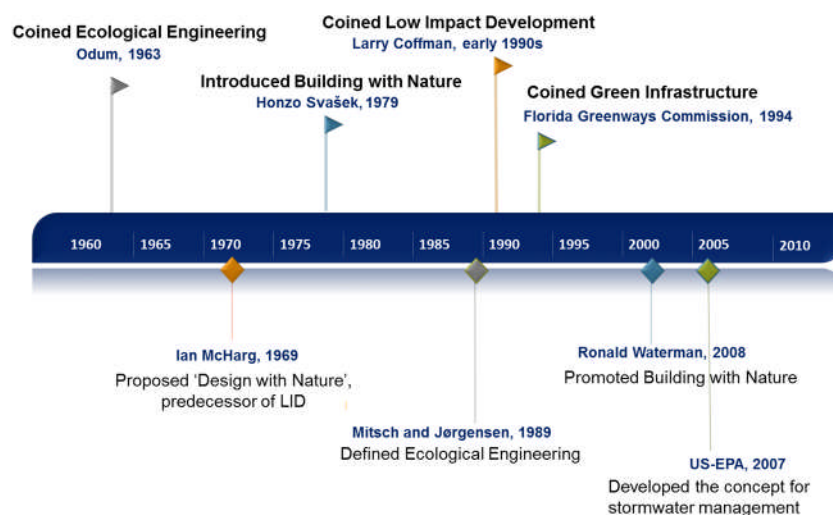 Coined Ecological Engineering
Odum, 1963
Introduced Building with Nature
Honzo Svašek, 1979
Coined Low Impact Development
Larry Coffman, early 1990s
Coined Green Infrastructure
Florida Greenways Commission, 1994
1960 1965 1970 1975 1980 1985 1990 1995 2000 2005 2010
Ian McHarg, 1969
Proposed ‘Design with Nature’,
predecessor of LID
Mitsch and Jørgensen, 1989
Defined Ecological Engineering
Ronald Waterman, 2008
Promoted Building with Nature
US-EPA, 2007
Developed the concept for
stormwater management